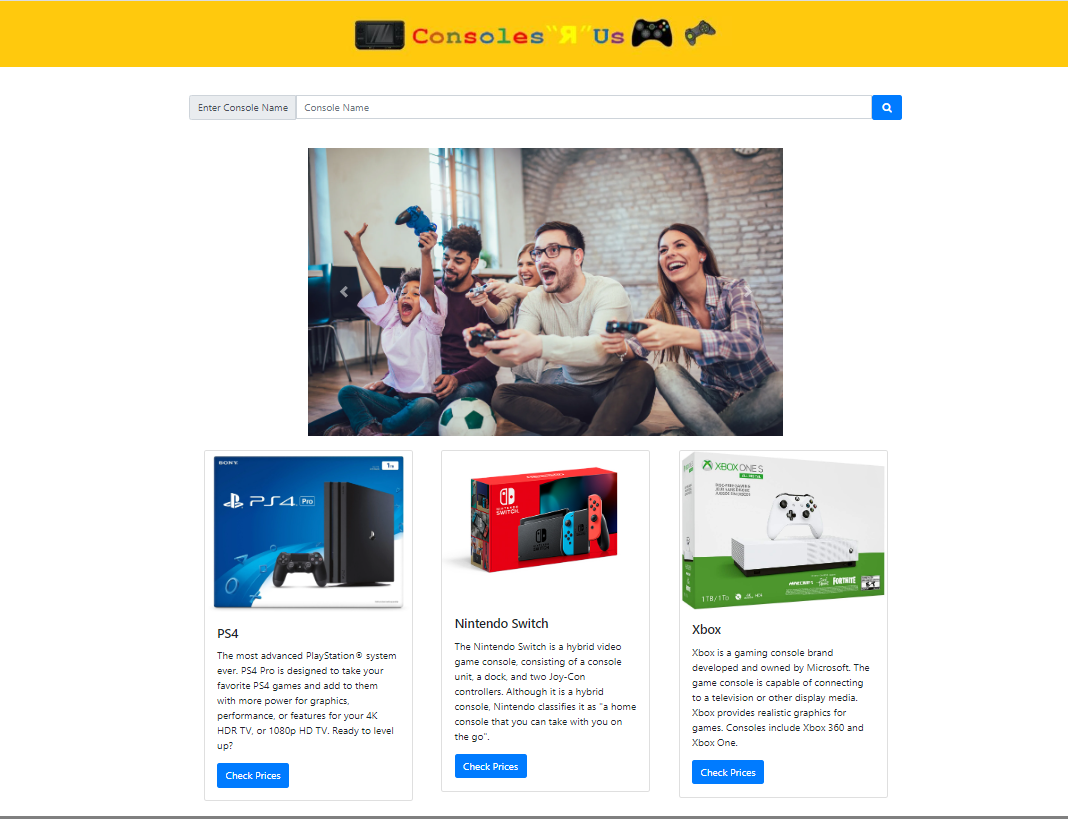 Consoles "Я" Us
Enter Console Name
Console Name
SONY
1TB
PS4 Pro
NINTENDO
SWITCH
XBOX ONE S
MINECRAFT
FORTNITE
1TB/1To
PS4
The most advanced PlayStation® system
ever. PS4 Pro is designed to take your
favorite PS4 games and add to them
with more power for graphics,
performance, or features for your 4K
HDR TV, or 1080p HD TV. Ready to level
up?
Check Prices
Nintendo Switch
The Nintendo Switch is a hybrid video
game console, consisting of a console
unit, a dock, and two Joy-Con
controllers. Although it is a hybrid
console, Nintendo classifies it as "a home
console that you can take with you on
the go".
Check Prices
Xbox
Xbox is a gaming console brand
developed and owned by Microsoft. The
game console is capable of connecting
to a television or other display media.
Xbox provides realistic graphics for
games. Consoles include Xbox 360 and
Xbox One.
Check Prices